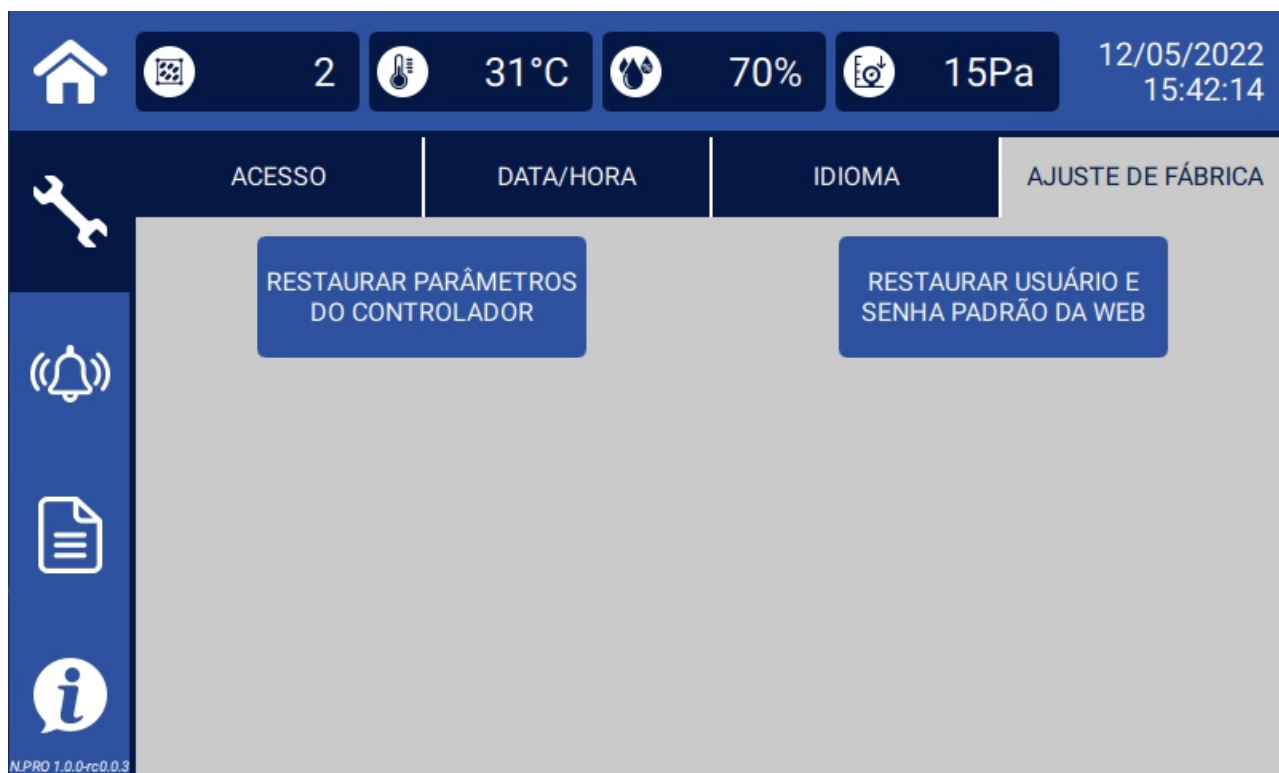 2
31°C
70%
15Pa
12/05/2022
15:42:14
ACESSO
DATA/HORA
IDIOMA
AJUSTE DE FÁBRICA
RESTAURAR PARÂMETROS
DO CONTROLADOR
RESTAURAR USUÁRIO E
SENHA PADRÃO DA WEB
N.PRO 1.0.0-rc0.0.3